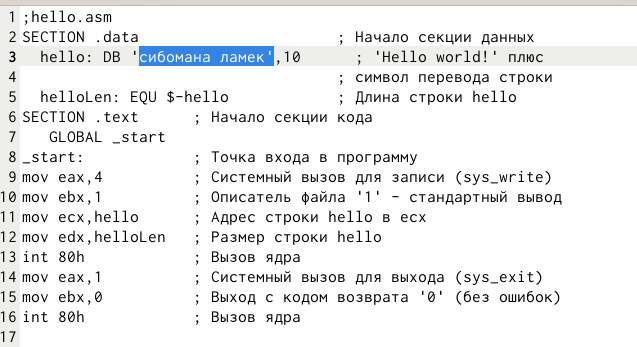 1 ;hello.asm
2 SECTION .data ; Начало секции данных
3 hello: DB 'сибомана ламек',10 ; 'Hello world!' плюс
4 ; символ перевода строки
5 helloLen: EQU $-hello ; Длина строки hello
6 SECTION .text ; Начало секции кода
7 GLOBAL _start
8 _start: ; Точка входа в программу
9 mov eax,4 ; Системный вызов для записи (sys_write)
10 mov ebx,1 ; Описатель файла '1' - стандартный вывод
11 mov ecx,hello ; Адрес строки hello в ecx
12 mov edx,helloLen ; Размер строки hello
13 int 80h ; Вызов ядра
14 mov eax,1 ; Системный вызов для выхода (sys_exit)
15 mov ebx,0 ; Выход с кодом возврата '0' (без ошибок)
16 int 80h ; Вызов ядра
17